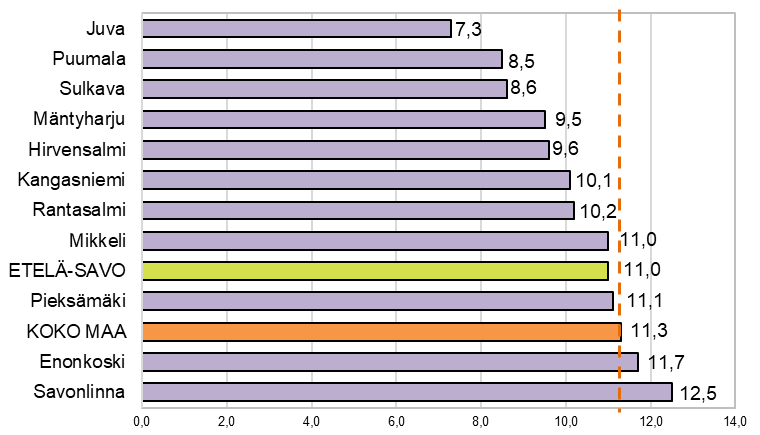 Juva 7,3
Puumala 8,5
Sulkava 8,6
Mäntyharju 9,5
Hirvensalmi 9,6
Kangasniemi 10,1
Rantasalmi 10,2
Mikkeli 11,0
ETELÄ-SAVO 11,0
Pieksämäki 11,1
KOKO MAA 11,3
Enonkoski 11,7
Savonlinna 12,5
0,0 2,0 4,0 6,0 8,0 10,0 12,0 14,0